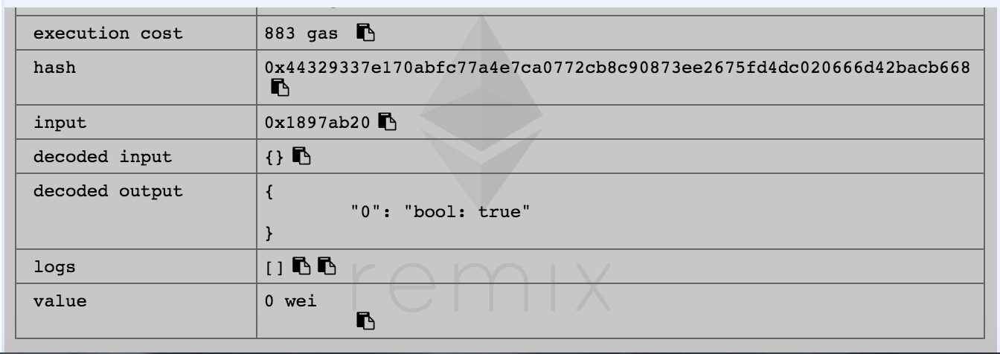 execution cost 883 gas
hash 0x44329337e170abfc77a4e7ca0772cb8c90873ee2675fd4dc020666d42bacb668
input 0x1897ab20
decoded input {}
decoded output {
"0": "bool: true"
}
logs []
remix
value 0 wei